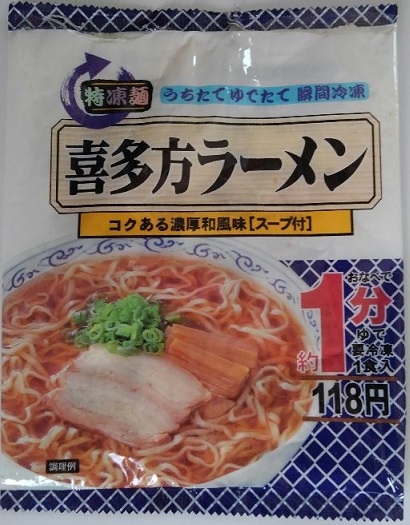 特凍麺
うちたて ゆでたて 瞬間冷凍
喜多方ラーメン
コクある濃厚和風味[スープ付]
おなべで
約1分
ゆで
要冷凍
1食入
118円
調理例